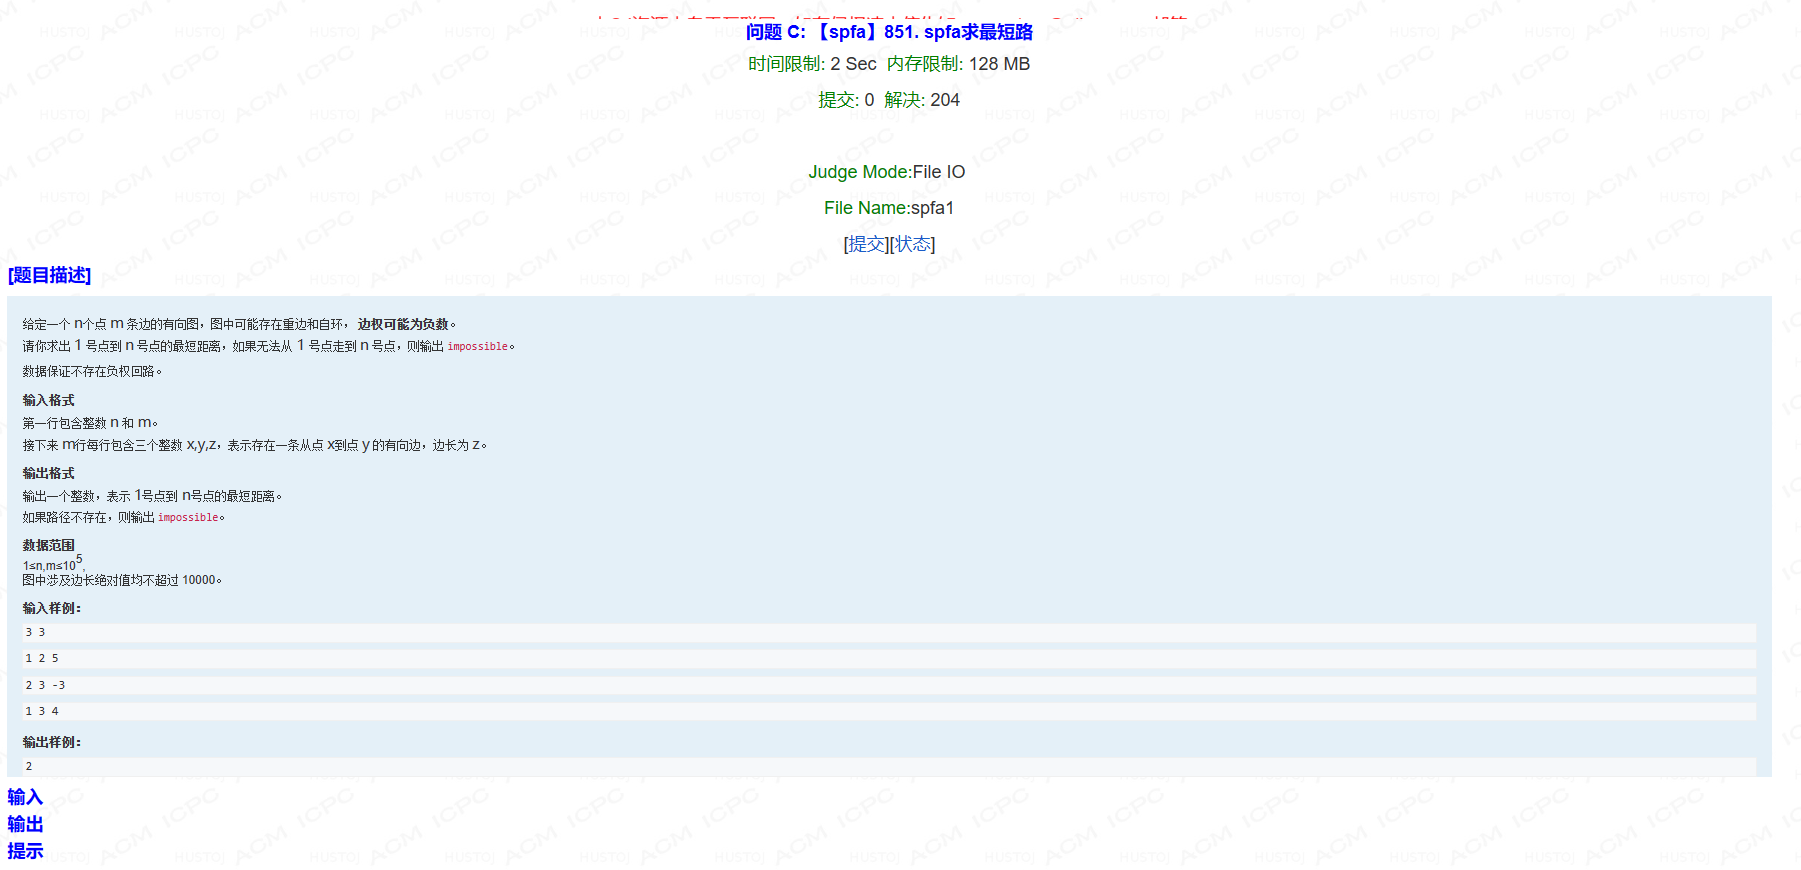 问题 C: 【spfa】851. spfa求最短路
时间限制: 2 Sec 内存限制: 128 MB
提交: 0 解决: 204
Judge Mode:File IO
File Name:spfa1
[提交][状态]
[题目描述]
给定一个 n个点 m 条边的有向图，图中可能存在重边和自环， 边权可能为负数。
请你求出 1 号点到 n 号点的最短距离，如果无法从 1 号点走到 n 号点，则输出 impossible。
数据保证不存在负权回路。
输入格式
第一行包含整数 n 和 m。
接下来 m行每行包含三个整数 x,y,z，表示存在一条从点 x到点 y 的有向边，边长为 z。
输出格式
输出一个整数，表示 1号点到 n号点的最短距离。
如果路径不存在，则输出 impossible。
数据范围
1≤n,m≤10⁵,
图中涉及边长绝对值均不超过 10000。
输入样例：
3 3
1 2 5
2 3 -3
1 3 4
输出样例：
2
输入
输出
提示